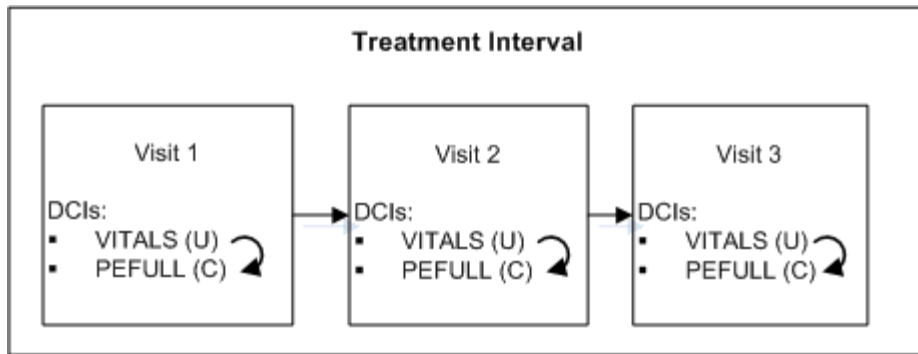 Treatment Interval
Visit 1
DCIs:
▪ VITALS (U)
▪ PEFULL (C)
Visit 2
DCIs:
▪ VITALS (U)
▪ PEFULL (C)
Visit 3
DCIs:
▪ VITALS (U)
▪ PEFULL (C)